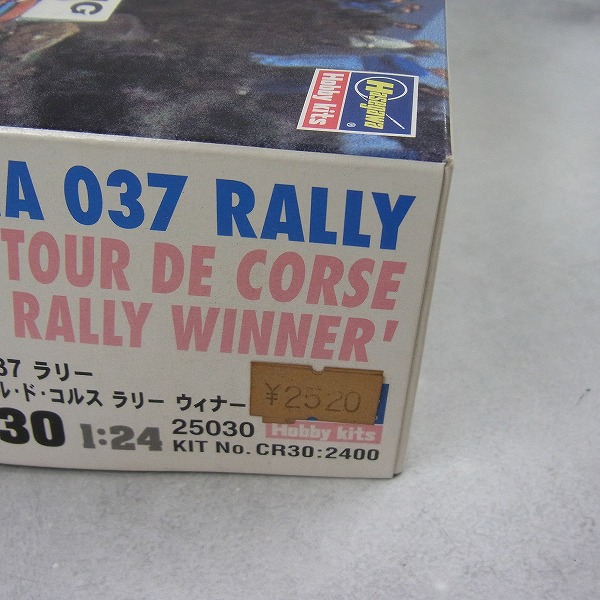 NG
Hasegawa
Hobby kits
®
A 037 RALLY
TOUR DE CORSE
RALLY WINNER'
37 ラリー
ル・ド・コルス ラリー ウィナー
¥2520
30 1:24 25030
Hobby kits
KIT No. CR30:2400